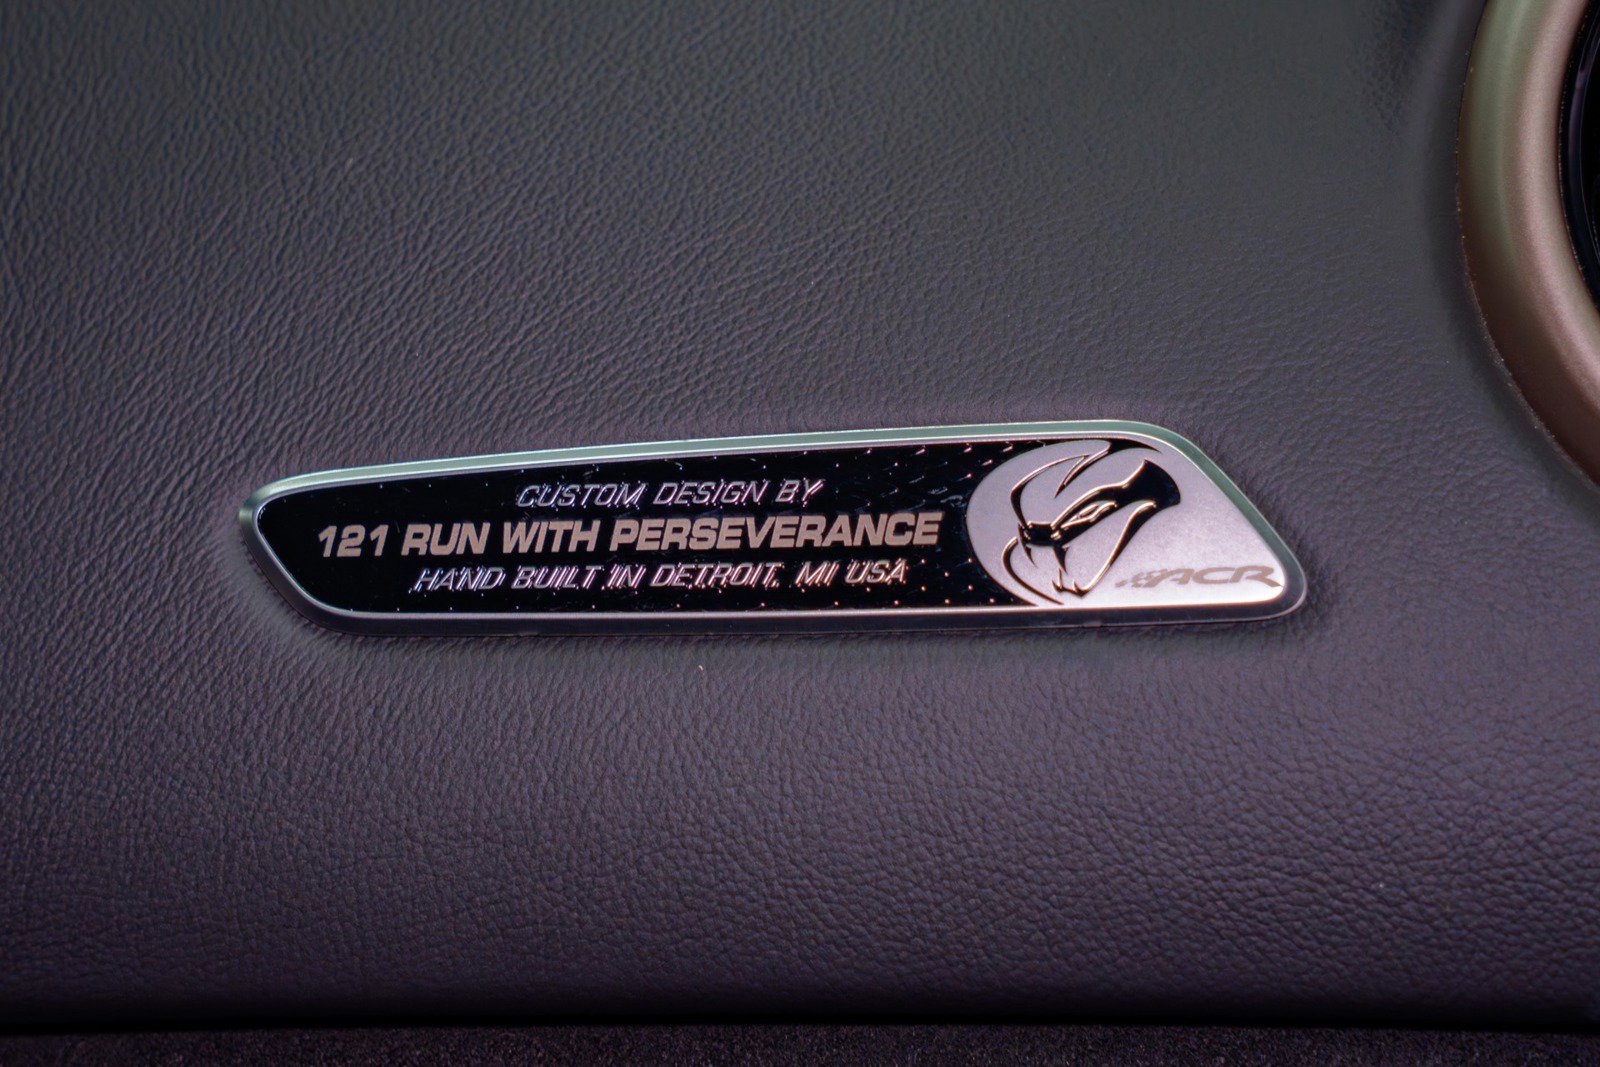 CUSTOM DESIGN BY
121 RUN WITH PERSEVERANCE
HAND BUILT IN DETROIT, MI USA
ACR